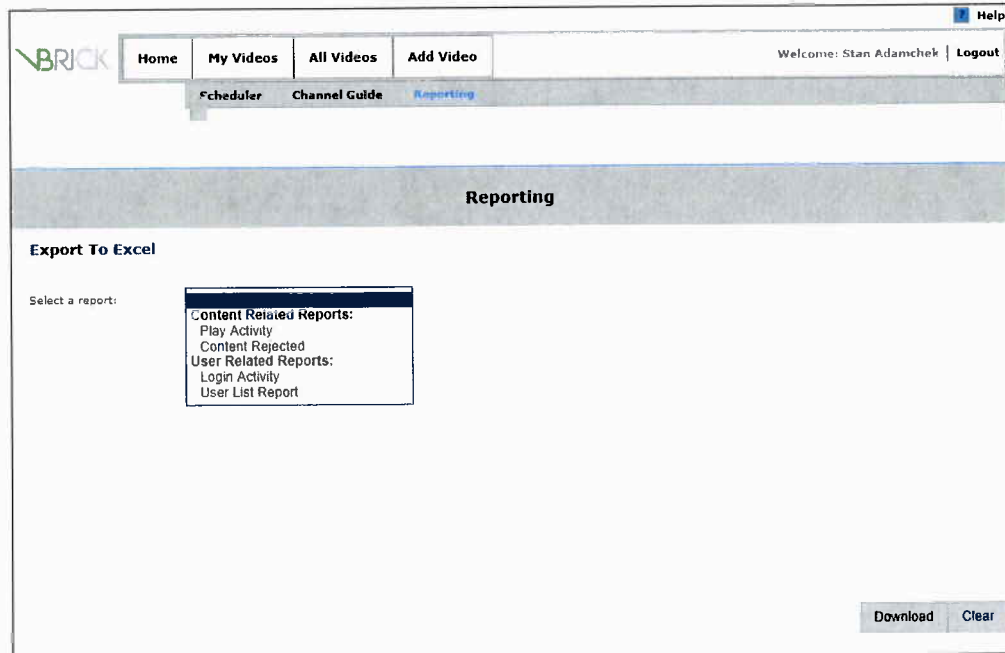 ? Help
VBRICK
Home My Videos All Videos Add Video
Welcome: Stan Adamchek | Logout
Scheduler Channel Guide Reporting
Reporting
Export To Excel
Select a report:
Content Related Reports:
Play Activity
Content Rejected
User Related Reports:
Login Activity
User List Report
Download Clear